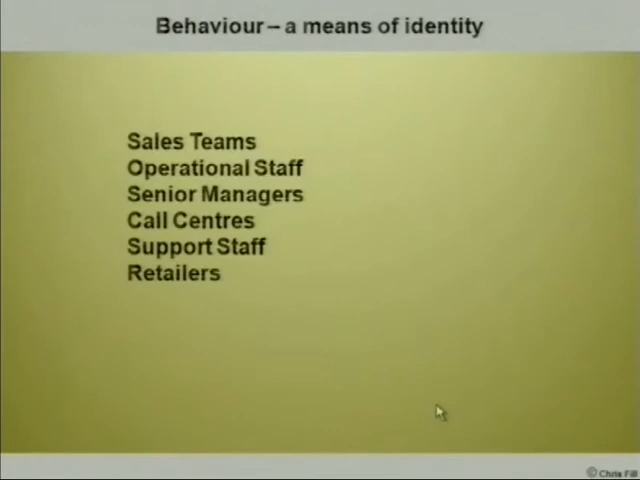 Behaviour – a means of identity
Sales Teams
Operational Staff
Senior Managers
Call Centres
Support Staff
Retailers
© Chris Fill